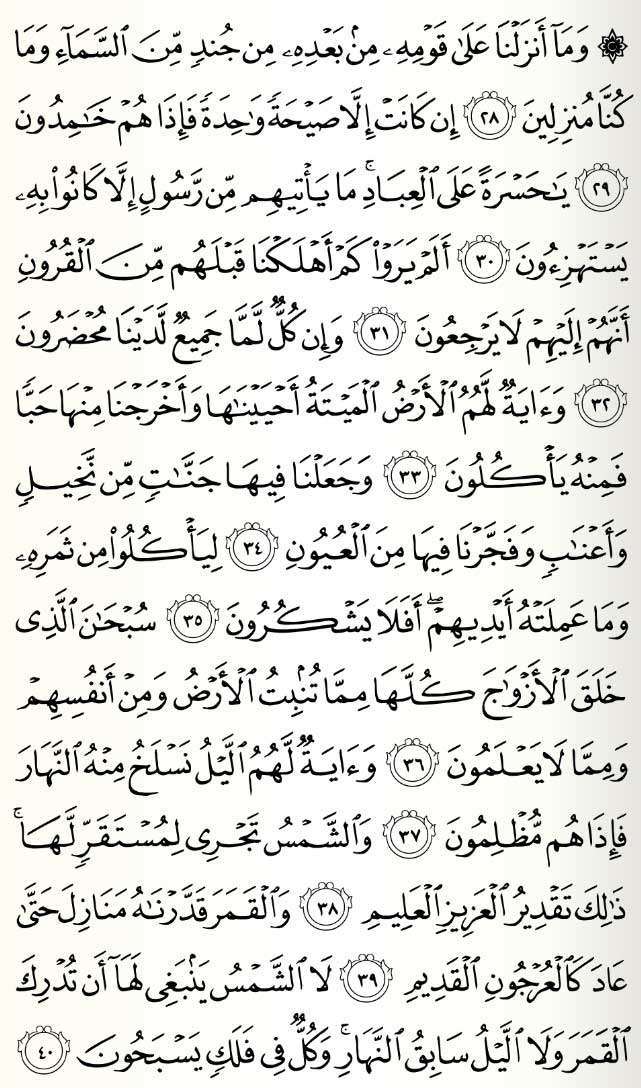 ۞ وَمَآ أَنزَلْنَا عَلَىٰ قَوْمِهِۦ مِنۢ بَعْدِهِۦ مِن جُندٍ مِّنَ ٱلسَّمَآءِ وَمَا
كُنَّا مُنزِلِينَ ٢٨ إِن كَانَتْ إِلَّا صَيْحَةً وَٰحِدَةً فَإِذَا هُمْ خَٰمِدُونَ
٢٩ يَٰحَسْرَةً عَلَى ٱلْعِبَادِ ۚ مَا يَأْتِيهِم مِّن رَّسُولٍ إِلَّا كَانُوا۟ بِهِۦ
يَسْتَهْزِءُونَ ٣٠ أَلَمْ يَرَوْا۟ كَمْ أَهْلَكْنَا قَبْلَهُم مِّنَ ٱلْقُرُونِ
أَنَّهُمْ إِلَيْهِمْ لَا يَرْجِعُونَ ٣١ وَإِن كُلٌّ لَّمَّا جَمِيعٌ لَّدَيْنَا مُحْضَرُونَ
٣٢ وَءَايَةٌ لَّهُمُ ٱلْأَرْضُ ٱلْمَيْتَةُ أَحْيَيْنَٰهَا وَأَخْرَجْنَا مِنْهَا حَبًّا
فَمِنْهُ يَأْكُلُونَ ٣٣ وَجَعَلْنَا فِيهَا جَنَّٰتٍ مِّن نَّخِيلٍ
وَأَعْنَٰبٍ وَفَجَّرْنَا فِيهَا مِنَ ٱلْعُيُونِ ٣٤ لِيَأْكُلُوا۟ مِن ثَمَرِهِۦ
وَمَا عَمِلَتْهُ أَيْدِيهِمْ ۖ أَفَلَا يَشْكُرُونَ ٣٥ سُبْحَٰنَ ٱلَّذِى
خَلَقَ ٱلْأَزْوَٰجَ كُلَّهَا مِمَّا تُنۢبِتُ ٱلْأَرْضُ وَمِنْ أَنفُسِهِمْ
وَمِمَّا لَا يَعْلَمُونَ ٣٦ وَءَايَةٌ لَّهُمُ ٱلَّيْلُ نَسْلَخُ مِنْهُ ٱلنَّهَارَ
فَإِذَا هُم مُّظْلِمُونَ ٣٧ وَٱلشَّمْسُ تَجْرِى لِمُسْتَقَرٍّ لَّهَا ۚ
ذَٰلِكَ تَقْدِيرُ ٱلْعَزِيزِ ٱلْعَلِيمِ ٣٨ وَٱلْقَمَرَ قَدَّرْنَٰهُ مَنَازِلَ حَتَّىٰ
عَادَ كَٱلْعُرْجُونِ ٱلْقَدِيمِ ٣٩ لَا ٱلشَّمْسُ يَنۢبَغِى لَهَآ أَن تُدْرِكَ
ٱلْقَمَرَ وَلَا ٱلَّيْلُ سَابِقُ ٱلنَّهَارِ ۚ وَكُلٌّ فِى فَلَكٍ يَسْبَحُونَ ٤٠